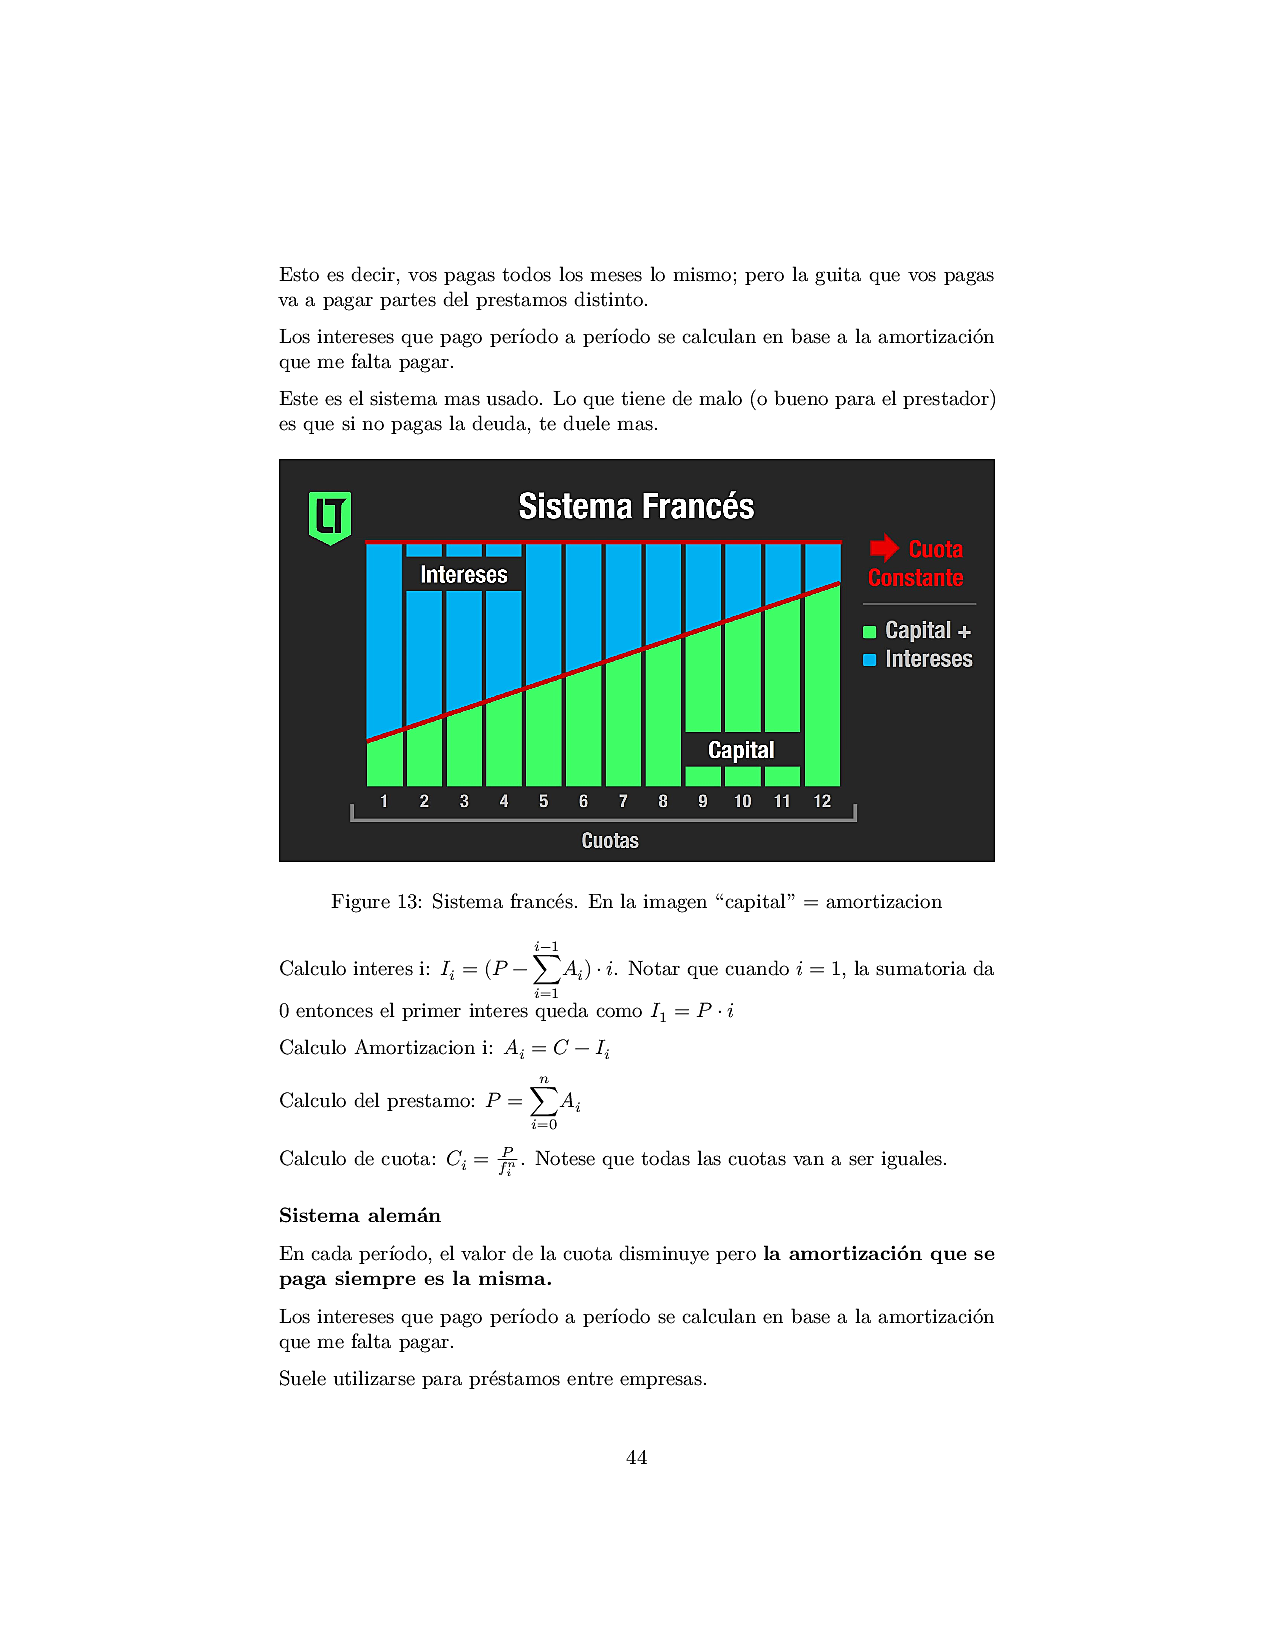 Esto es decir, vos pagas todos los meses lo mismo; pero la guita que vos pagas
va a pagar partes del prestamos distinto.
Los intereses que pago período a período se calculan en base a la amortización
que me falta pagar.
Este es el sistema mas usado. Lo que tiene de malo (o bueno para el prestador)
es que si no pagas la deuda, te duele mas.
LT
Sistema Francés
Intereses
Cuota
Constante
Capital +
Intereses
Capital
1 2 3 4 5 6 7 8 9 10 11 12
Cuotas
Figure 13: Sistema francés. En la imagen “capital” = amortizacion
Calculo interes i: I_i = (P − \sum_{i=1}^{i−1} A_i) · i. Notar que cuando i = 1, la sumatoria da
0 entonces el primer interes queda como I_1 = P · i
Calculo Amortizacion i: A_i = C − I_i
Calculo del prestamo: P = \sum_{i=0}^{n} A_i
Calculo de cuota: C_i = \frac{P}{f_i^n}. Notese que todas las cuotas van a ser iguales.
Sistema alemán
En cada período, el valor de la cuota disminuye pero la amortización que se
paga siempre es la misma.
Los intereses que pago período a período se calculan en base a la amortización
que me falta pagar.
Suele utilizarse para préstamos entre empresas.
44